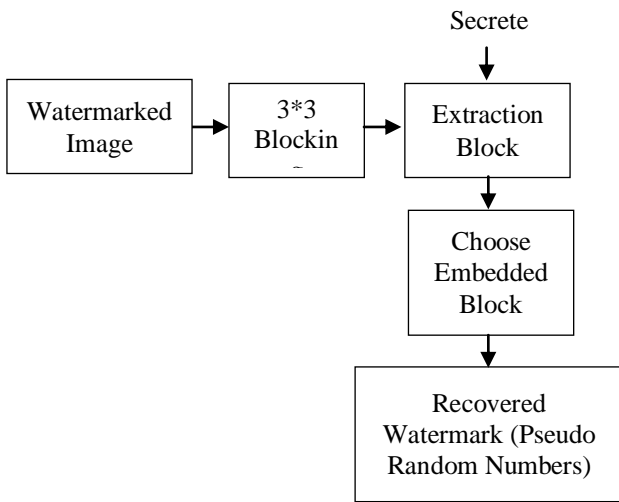 Secrete
Watermarked
Image
3*3
Blockin
Extraction
Block
Choose
Embedded
Block
Recovered
Watermark (Pseudo
Random Numbers)